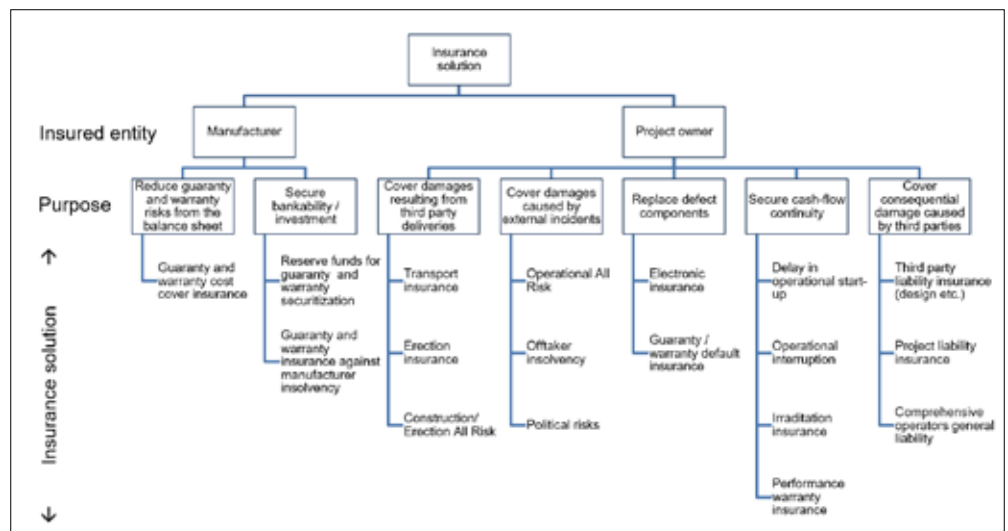 Insurance
solution
Insured entity
Manufacturer
Project owner
Purpose
Reduce guaranty
and warranty
risks from the
balance sheet
Secure
bankability /
investment
Cover damages
resulting from
third party
deliveries
Cover damages
caused by
external incidents
Replace defect
components
Secure cash-flow
continuity
Cover
consequential
damage caused
by third parties
Insurance solution
Guaranty and
warranty cost
cover insurance
Reserve funds for
guaranty and
warranty
securitization
Guaranty and
warranty
insurance against
manufacturer
insolvency
Transport
insurance
Erection
insurance
Construction/
Erection All Risk
Operational All
Risk
Offtaker
insolvency
Political risks
Electronic
insurance
Guaranty /
warranty default
insurance
Delay in
operational start-
up
Operational
interruption
Irraditation
insurance
Performance
warranty
insurance
Third party
liability insurance
(design etc.)
Project liability
insurance
Comprehensive
operators general
liability